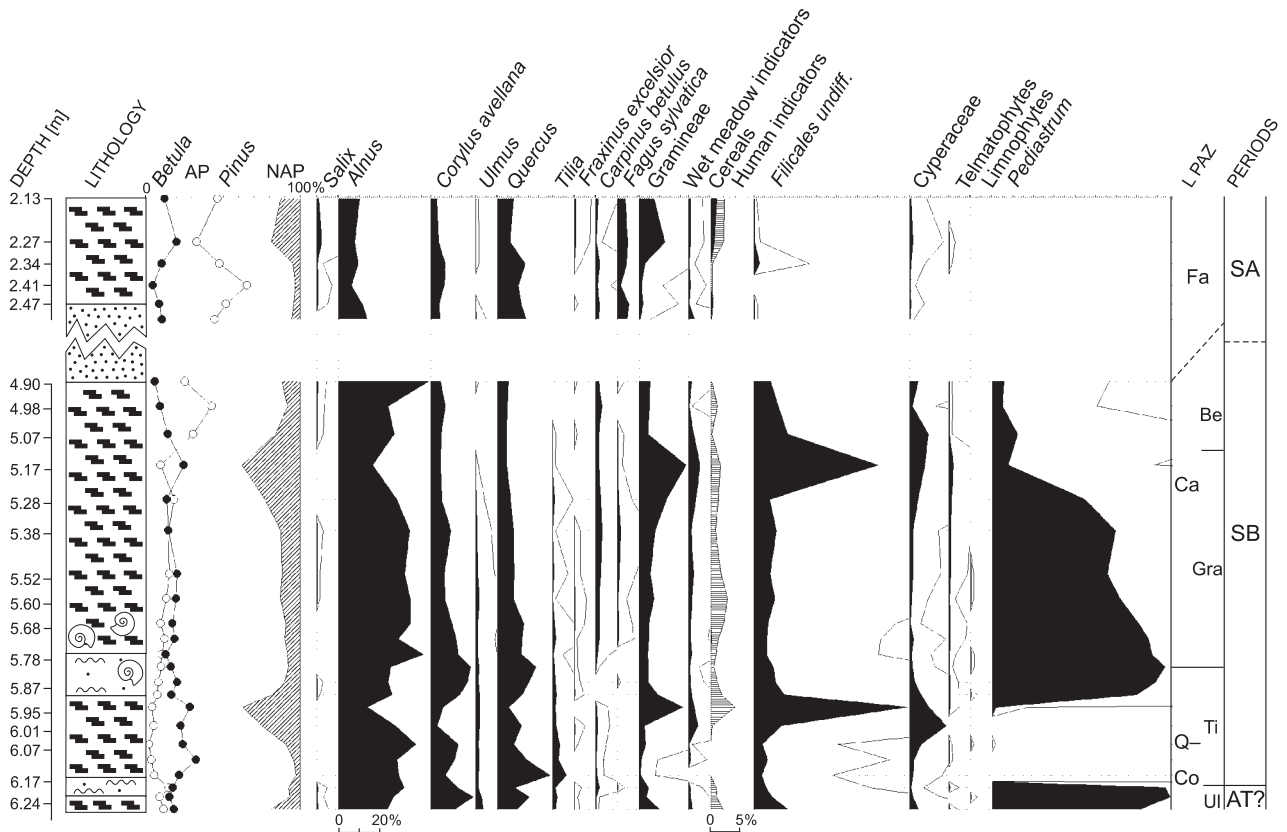 DEPTH [m]
LITHOLOGY
Betula
AP
Pinus
NAP
0
100%
Salix
Alnus
Corylus avellana
Ulmus
Quercus
Tilia
Fraximus excelsior
Carpinus betulus
Fagus sylvatica
Gramineae
Wet meadow indicators
Cereals
Human indicators
Filicales undiff.
Cyperaceae
Telmatophytes
Limnophytes
Pediastrum
L PAZ
PERIODS
2.13
2.27
2.34
2.41
2.47
4.90
4.98
5.07
5.17
5.28
5.38
5.52
5.60
5.68
5.78
5.87
5.95
6.01
6.07
6.17
6.24
Fa
SA
Be
Ca
SB
Gra
Ti
Q–
Co
Ul
AT?
0 20%
0 5%